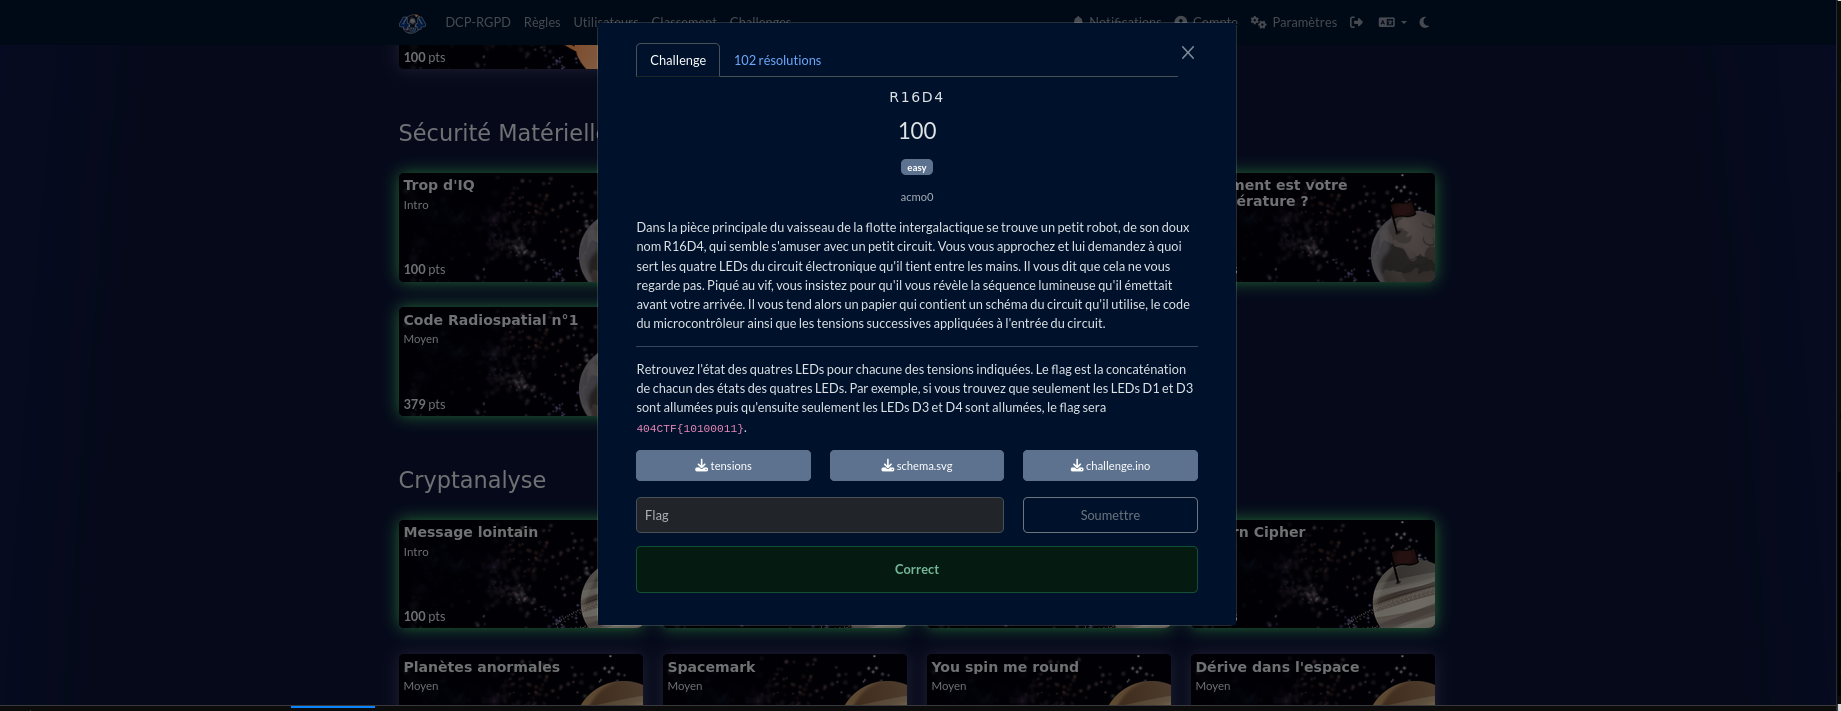 DCP-RGPD Règles Utilisateurs Classement Challenges Notifications Compte Paramètres
100 pts
Challenge 102 résolutions
R16D4
100
easy
acmo0
Dans la pièce principale du vaisseau de la flotte intergalactique se trouve un petit robot, de son doux
nom R16D4, qui semble s'amuser avec un petit circuit. Vous vous approchez et lui demandez à quoi
sert les quatre LEDs du circuit électronique qu'il tient entre les mains. Il vous dit que cela ne vous
regarde pas. Piqué au vif, vous insistez pour qu'il vous révèle la séquence lumineuse qu'il émettait
avant votre arrivée. Il vous tend alors un papier qui contient un schéma du circuit qu'il utilise, le code
du microcontrôleur ainsi que les tensions successives appliquées à l'entrée du circuit.
Retrouvez l'état des quatres LEDs pour chacune des tensions indiquées. Le flag est la concaténation
de chacun des états des quatres LEDs. Par exemple, si vous trouvez que seulement les LEDs D1 et D3
sont allumées puis qu'ensuite seulement les LEDs D3 et D4 sont allumées, le flag sera
404CTF{10100011}.
tensions schema.svg challenge.ino
Flag Soumettre
Correct
Sécurité Matérielle
Trop d'IQ
Intro
100 pts
ment est votre
érature ?
Code Radiospatial n°1
Moyen
379 pts
Cryptanalyse
Message lointain
Intro
100 pts
rn Cipher
Planètes anormales
Moyen
Spacemark
Moyen
You spin me round
Moyen
Dérive dans l'espace
Moyen